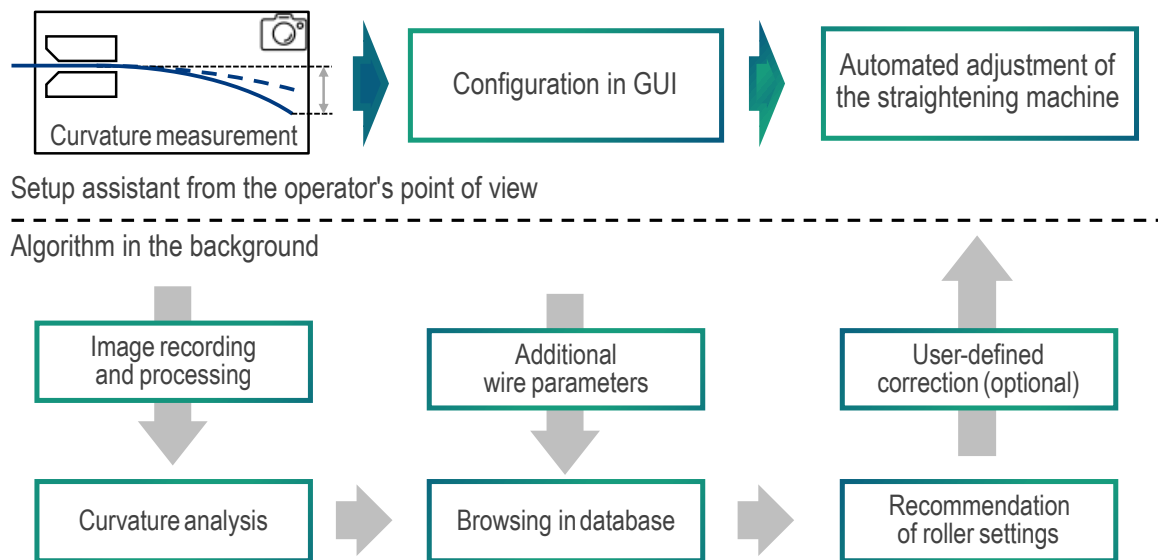 Curvature measurement
Configuration in GUI
Automated adjustment of
the straightening machine
Setup assistant from the operator's point of view
Algorithm in the background
Image recording
and processing
Additional
wire parameters
User-defined
correction (optional)
Curvature analysis
Browsing in database
Recommendation
of roller settings